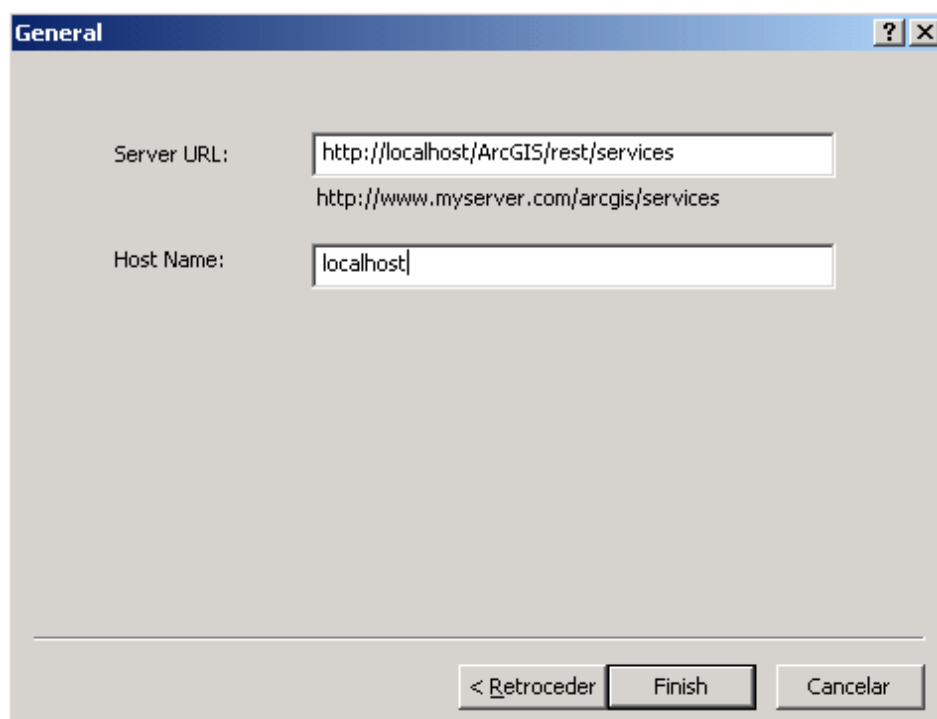 General
Server URL: http://localhost/ArcGIS/rest/services
http://www.myserver.com/arcgis/services
Host Name: localhost
< Retroceder Finish Cancelar